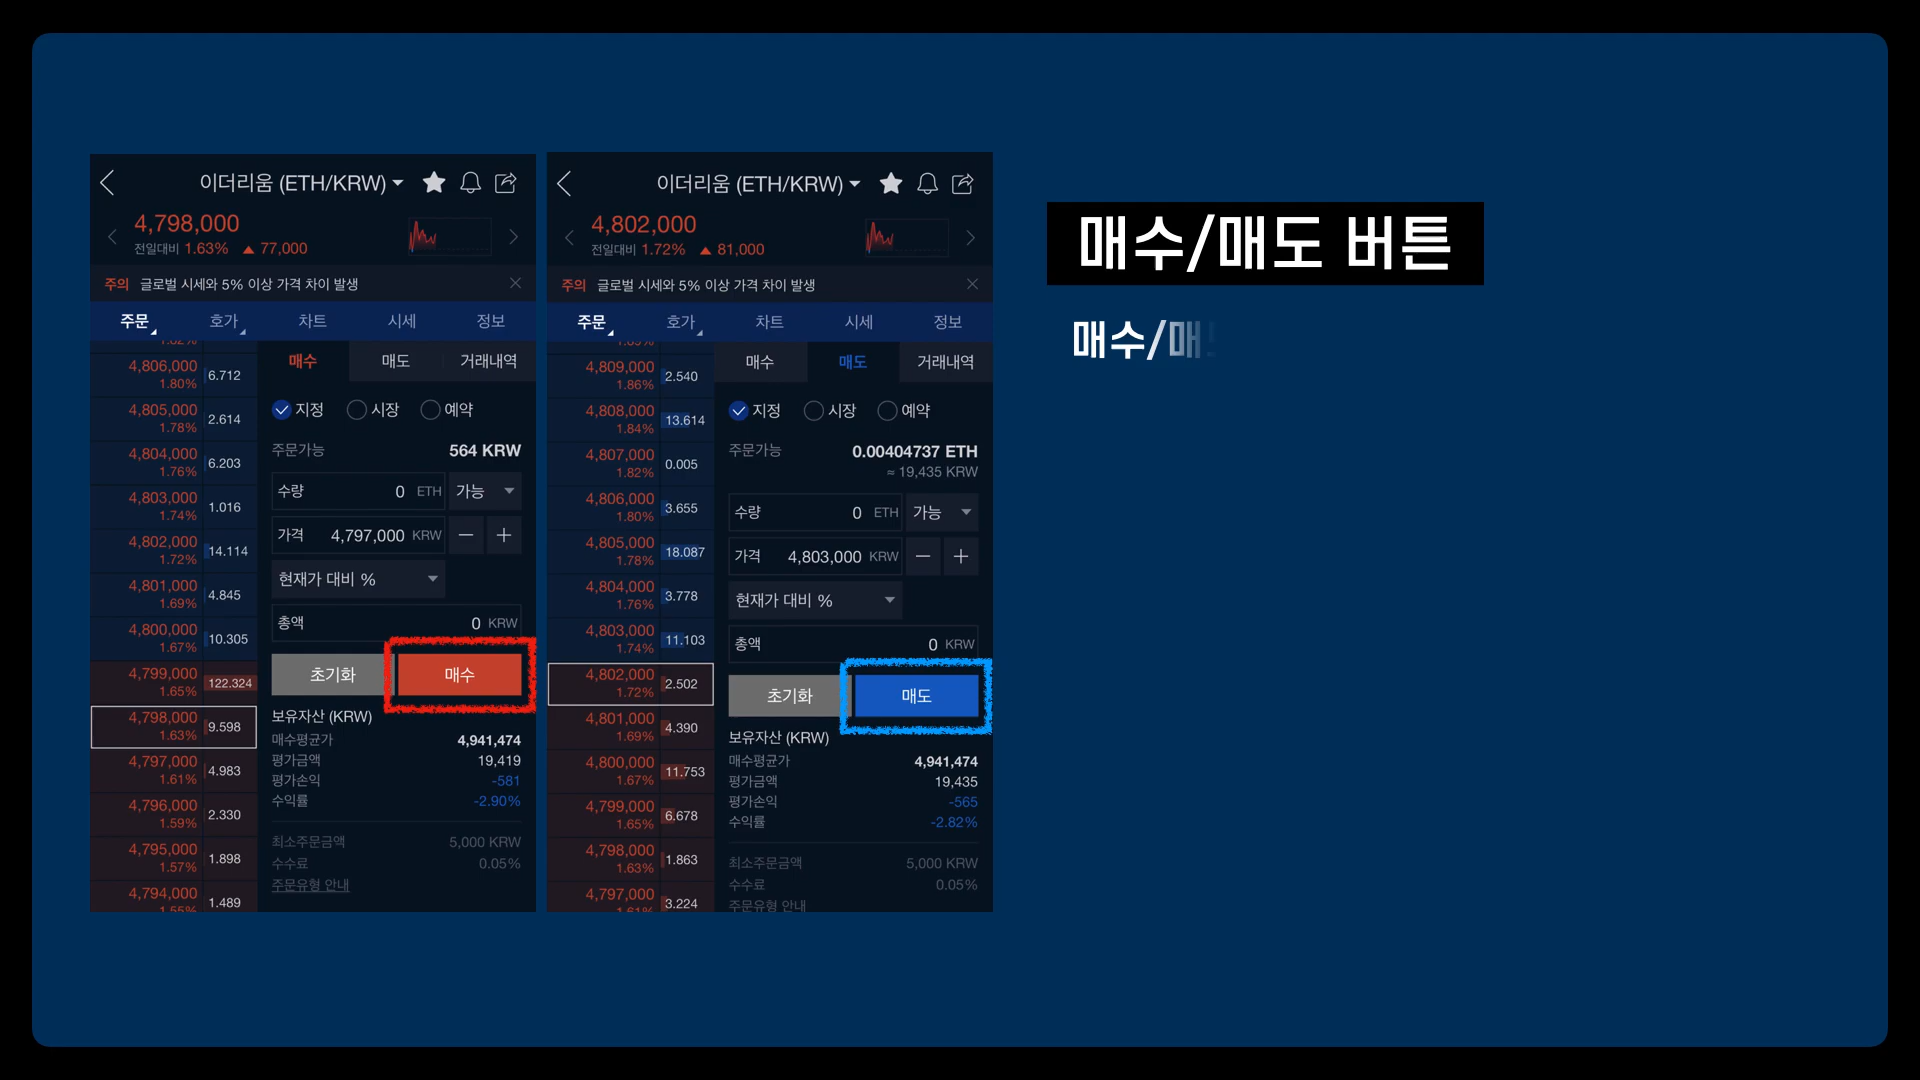 이더리움 (ETH/KRW)
4,798,000
전일대비 1.63% ▲ 77,000
주의 글로벌 시세와 5% 이상 가격 차이 발생
주문 호가 차트 시세 정보
4,806,000
1.80%
6.712
4,805,000
1.78%
2.614
4,804,000
1.76%
6.203
4,803,000
1.74%
1.016
4,802,000
1.72%
14.114
4,801,000
1.69%
4.845
4,800,000
1.67%
10.305
4,799,000
1.65%
122.324
4,798,000
1.63%
9.598
4,797,000
1.61%
4.983
4,796,000
1.59%
2.330
4,795,000
1.57%
1.898
4,794,000
1.55%
1.489
매수 매도 거래내역
지정 시장 예약
주문가능 564 KRW
수량 0 ETH 가능
가격 4,797,000 KRW − +
현재가 대비 %
총액 0 KRW
초기화 매수
보유자산 (KRW)
매수평균가 4,941,474
평가금액 19,419
평가손익 -581
수익률 -2.90%
최소주문금액 5,000 KRW
수수료 0.05%
주문유형 안내
이더리움 (ETH/KRW)
4,802,000
전일대비 1.72% ▲ 81,000
주의 글로벌 시세와 5% 이상 가격 차이 발생
주문 호가 차트 시세 정보
4,809,000
1.86%
2.540
4,808,000
1.84%
13.614
4,807,000
1.82%
0.005
4,806,000
1.80%
3.655
4,805,000
1.78%
18.087
4,804,000
1.76%
3.778
4,803,000
1.74%
11.103
4,802,000
1.72%
2.502
4,801,000
1.69%
4.390
4,800,000
1.67%
11.753
4,799,000
1.65%
6.678
4,798,000
1.63%
1.863
4,797,000
1.61%
3.224
매수 매도 거래내역
지정 시장 예약
주문가능 0.00404737 ETH
≈ 19,435 KRW
수량 0 ETH 가능
가격 4,803,000 KRW − +
현재가 대비 %
총액 0 KRW
초기화 매도
보유자산 (KRW)
매수평균가 4,941,474
평가금액 19,435
평가손익 -565
수익률 -2.82%
최소주문금액 5,000 KRW
수수료 0.05%
주문유형 안내
매수/매도 버튼
매수/매